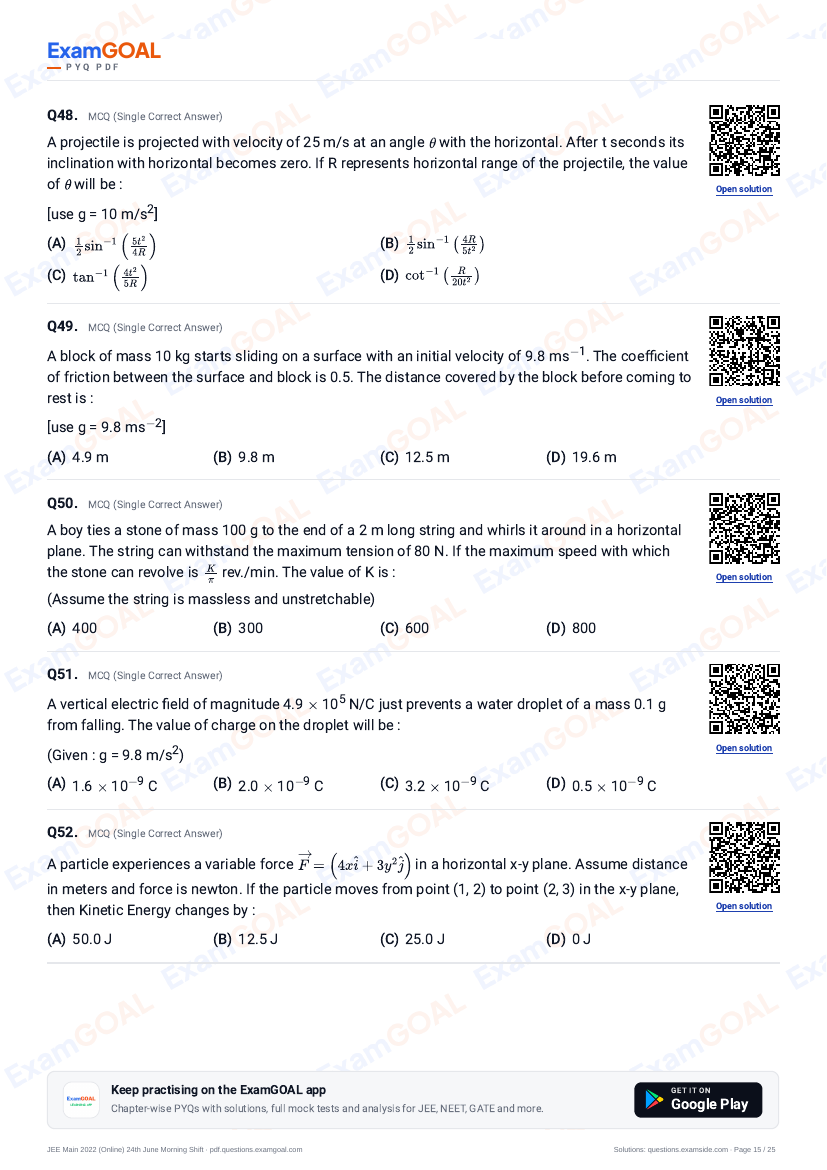 ExamGOAL
PYQ PDF
Q48. MCQ (Single Correct Answer)
A projectile is projected with velocity of 25 m/s at an angle θ with the horizontal. After t seconds its
inclination with horizontal becomes zero. If R represents horizontal range of the projectile, the value
of θ will be :
[use g = 10 m/s²]
(A) 1/2 sin⁻¹ (5t²/4R) (B) 1/2 sin⁻¹ (4R/5t²)
(C) tan⁻¹ (4t²/5R) (D) cot⁻¹ (R/20t²)
Open solution
Q49. MCQ (Single Correct Answer)
A block of mass 10 kg starts sliding on a surface with an initial velocity of 9.8 ms⁻¹. The coefficient
of friction between the surface and block is 0.5. The distance covered by the block before coming to
rest is :
[use g = 9.8 ms⁻²]
(A) 4.9 m (B) 9.8 m (C) 12.5 m (D) 19.6 m
Open solution
Q50. MCQ (Single Correct Answer)
A boy ties a stone of mass 100 g to the end of a 2 m long string and whirls it around in a horizontal
plane. The string can withstand the maximum tension of 80 N. If the maximum speed with which
the stone can revolve is K/π rev./min. The value of K is :
(Assume the string is massless and unstretchable)
(A) 400 (B) 300 (C) 600 (D) 800
Open solution
Q51. MCQ (Single Correct Answer)
A vertical electric field of magnitude 4.9 × 10⁵ N/C just prevents a water droplet of a mass 0.1 g
from falling. The value of charge on the droplet will be :
(Given : g = 9.8 m/s²)
(A) 1.6 × 10⁻⁹ C (B) 2.0 × 10⁻⁹ C (C) 3.2 × 10⁻⁹ C (D) 0.5 × 10⁻⁹ C
Open solution
Q52. MCQ (Single Correct Answer)
A particle experiences a variable force F⃗ = (4xî + 3y²ĵ) in a horizontal x-y plane. Assume distance
in meters and force is newton. If the particle moves from point (1, 2) to point (2, 3) in the x-y plane,
then Kinetic Energy changes by :
(A) 50.0 J (B) 12.5 J (C) 25.0 J (D) 0 J
Open solution
Keep practising on the ExamGOAL app
Chapter-wise PYQs with solutions, full mock tests and analysis for JEE, NEET, GATE and more.
GET IT ON
Google Play
JEE Main 2022 (Online) 24th June Morning Shift · pdf.questions.examgoal.com
Solutions: questions.examside.com · Page 15 / 25